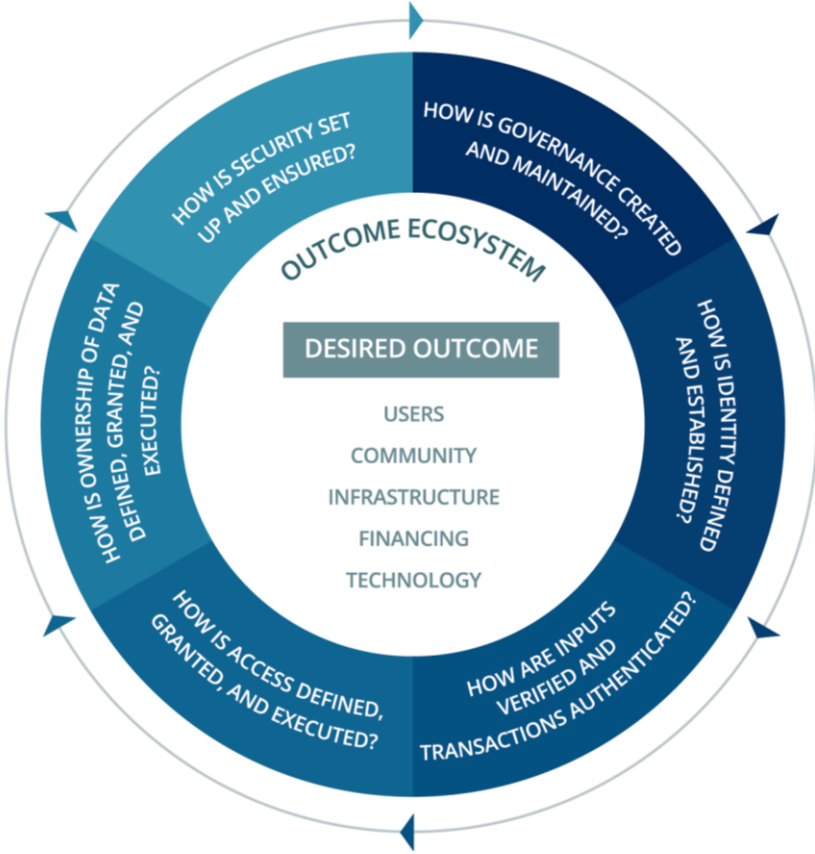 HOW IS GOVERNANCE CREATED
AND MAINTAINED?
HOW IS IDENTITY DEFINED
AND ESTABLISHED?
HOW ARE INPUTS
VERIFIED AND
TRANSACTIONS AUTHENTICATED?
HOW IS ACCESS DEFINED,
GRANTED, AND EXECUTED?
HOW IS OWNERSHIP OF DATA
DEFINED, GRANTED, AND
EXECUTED?
HOW IS SECURITY SET
UP AND ENSURED?
OUTCOME ECOSYSTEM
DESIRED OUTCOME
USERS
COMMUNITY
INFRASTRUCTURE
FINANCING
TECHNOLOGY